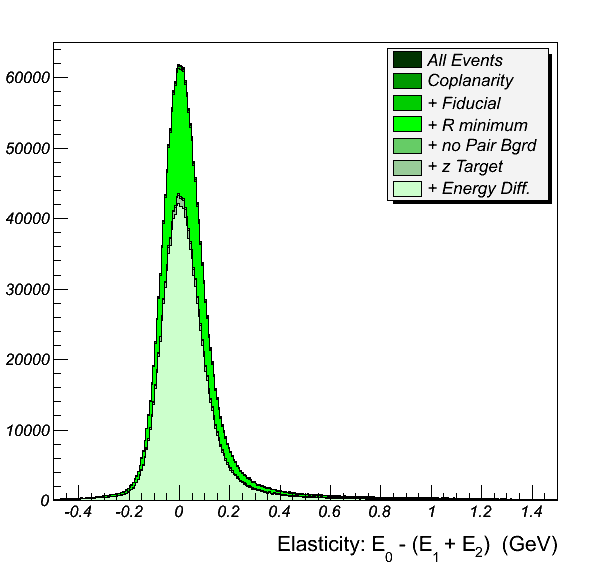 All Events
Coplanarity
+ Fiducial
+ R minimum
+ no Pair Bgrd
+ z Target
+ Energy Diff.
60000
50000
40000
30000
20000
10000
0
-0.4 -0.2 0 0.2 0.4 0.6 0.8 1 1.2 1.4
Elasticity: E0 - (E1 + E2) (GeV)